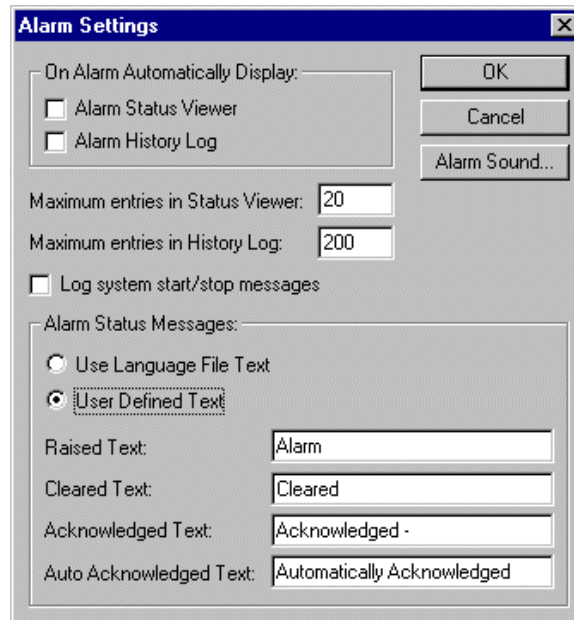 Alarm Settings
On Alarm Automatically Display:
Alarm Status Viewer
Alarm History Log
OK
Cancel
Alarm Sound...
Maximum entries in Status Viewer: 20
Maximum entries in History Log: 200
Log system start/stop messages
Alarm Status Messages:
Use Language File Text
User Defined Text
Raised Text: Alarm
Cleared Text: Cleared
Acknowledged Text: Acknowledged -
Auto Acknowledged Text: Automatically Acknowledged